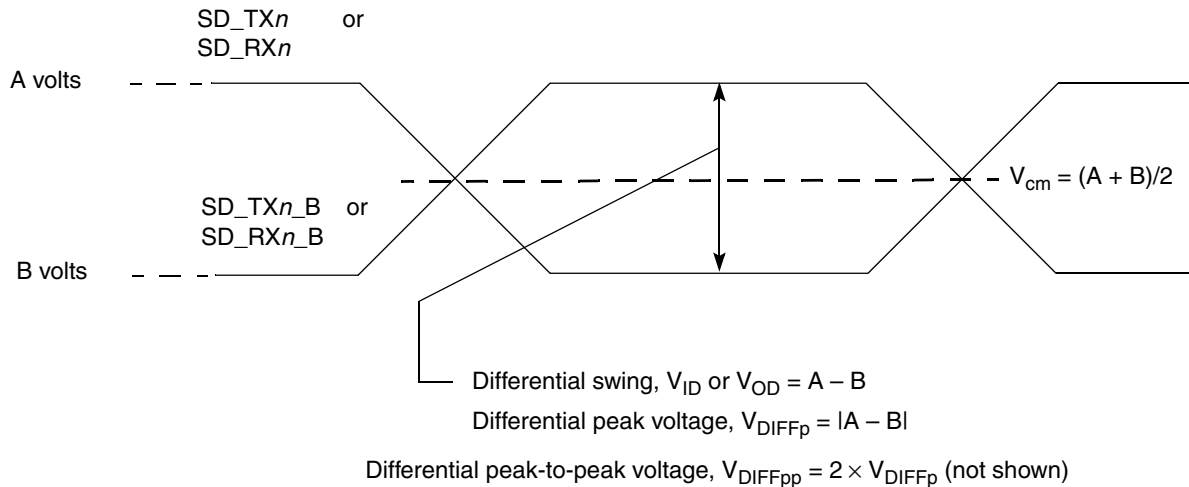 SD_TXn or
SD_RXn
A volts
V_cm = (A + B)/2
SD_TXn_B or
SD_RXn_B
B volts
Differential swing, V_ID or V_OD = A – B
Differential peak voltage, V_DIFFp = |A – B|
Differential peak-to-peak voltage, V_DIFFpp = 2 × V_DIFFp (not shown)